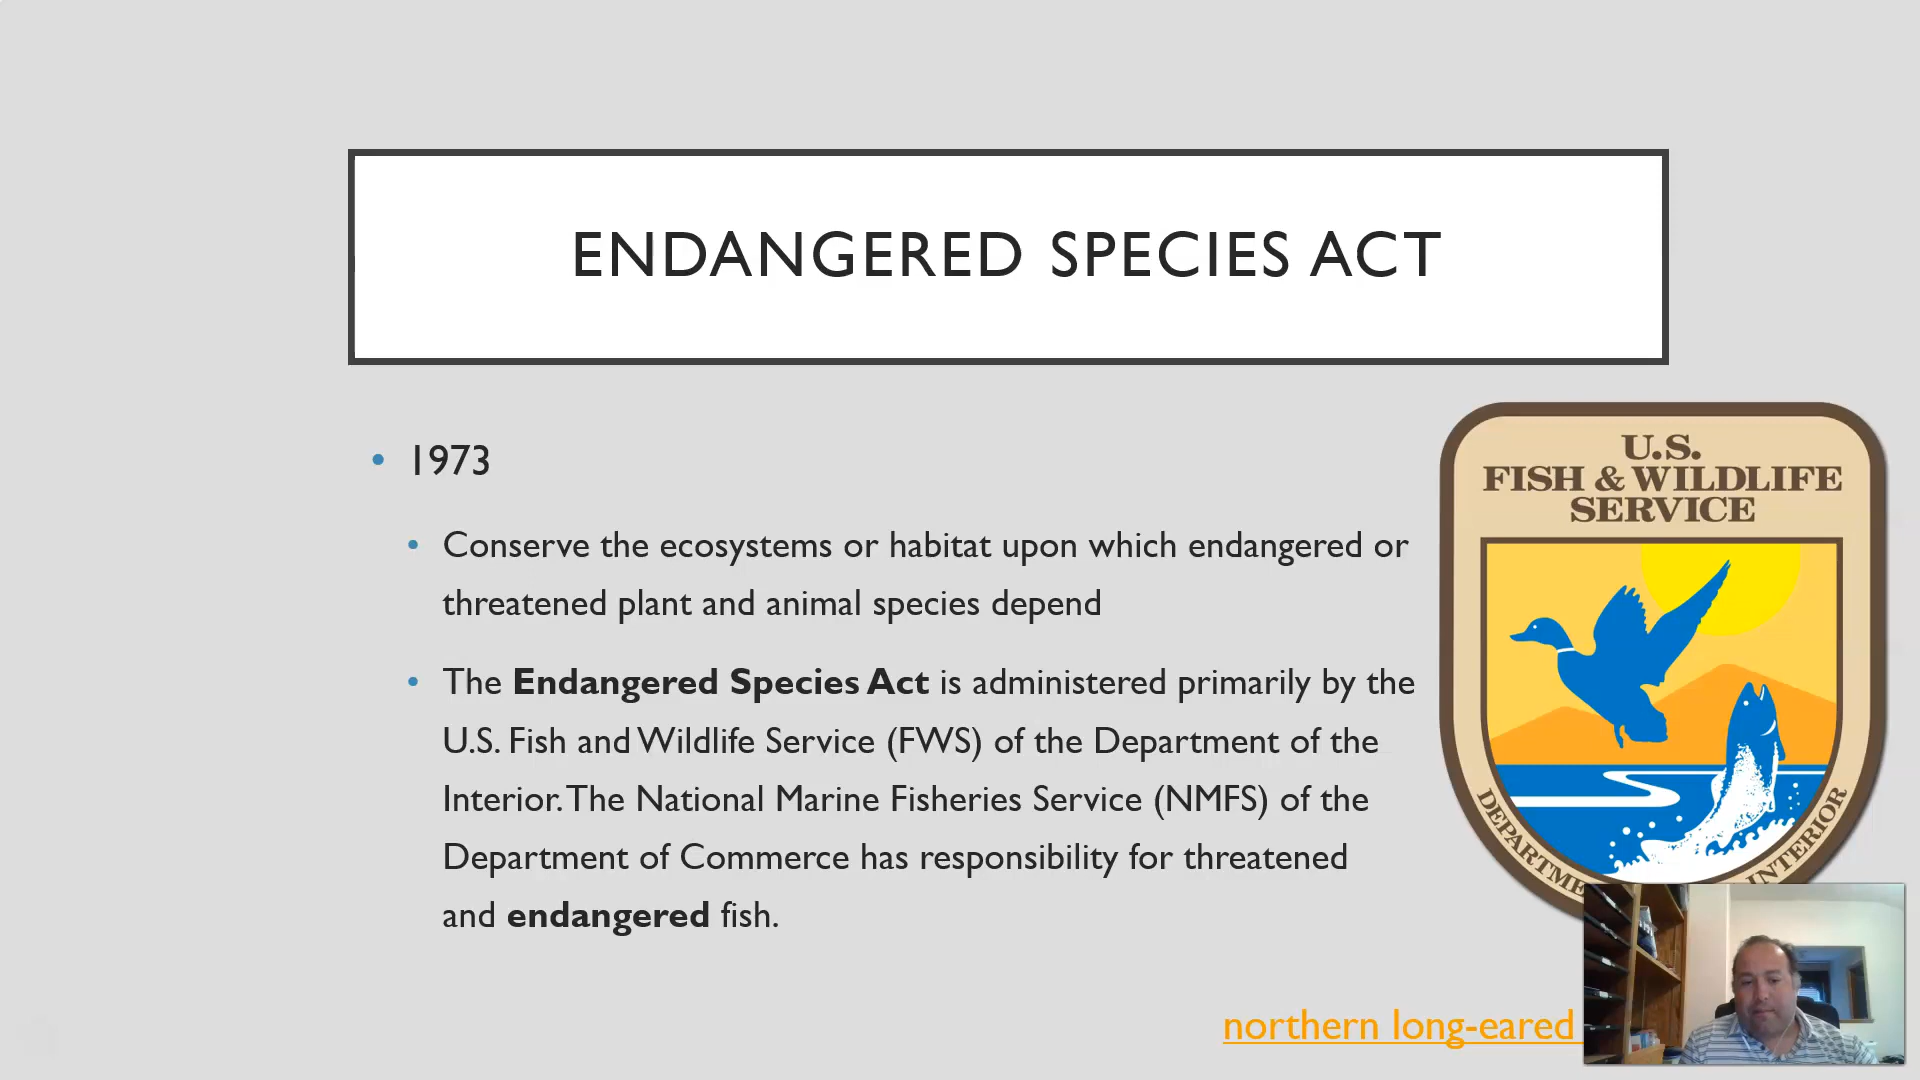 ENDANGERED SPECIES ACT
• 1973
• Conserve the ecosystems or habitat upon which endangered or
threatened plant and animal species depend
• The Endangered Species Act is administered primarily by the
U.S. Fish and Wildlife Service (FWS) of the Department of the
Interior. The National Marine Fisheries Service (NMFS) of the
Department of Commerce has responsibility for threatened
and endangered fish.
U.S.
FISH & WILDLIFE
SERVICE
INTERIOR
northern long-eared